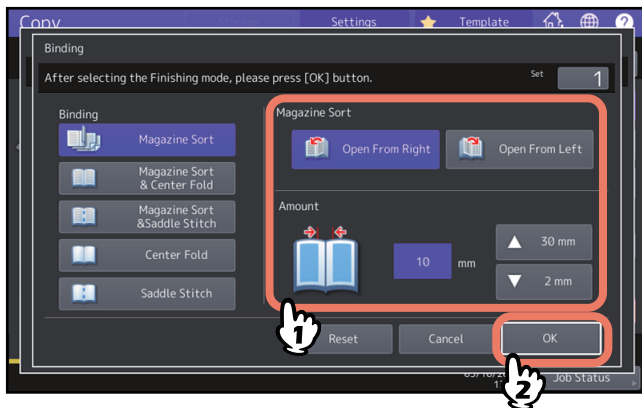 Copy
Settings
Template
Binding
After selecting the Finishing mode, please press [OK] button.
Set
1
Binding
Magazine Sort
Magazine Sort
& Center Fold
Magazine Sort
&Saddle Stitch
Center Fold
Saddle Stitch
Magazine Sort
Open From Right
Open From Left
Amount
10
mm
30 mm
2 mm
1
Reset
Cancel
OK
2
Job Status